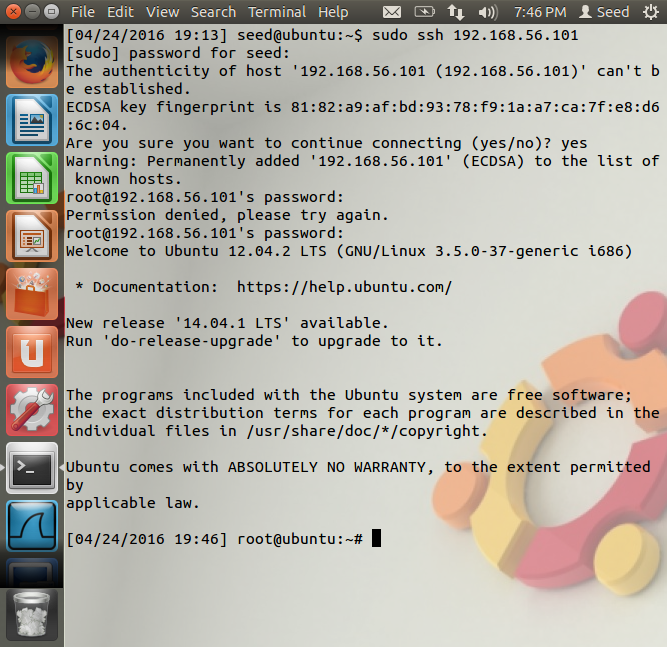 File Edit View Search Terminal Help 7:46 PM Seed
[04/24/2016 19:13] seed@ubuntu:~$ sudo ssh 192.168.56.101
[sudo] password for seed:
The authenticity of host '192.168.56.101 (192.168.56.101)' can't b
e established.
ECDSA key fingerprint is 81:82:a9:af:bd:93:78:f9:1a:a7:ca:7f:e8:d6
:6c:04.
Are you sure you want to continue connecting (yes/no)? yes
Warning: Permanently added '192.168.56.101' (ECDSA) to the list of
 known hosts.
root@192.168.56.101's password:
Permission denied, please try again.
root@192.168.56.101's password:
Welcome to Ubuntu 12.04.2 LTS (GNU/Linux 3.5.0-37-generic i686)
 * Documentation:  https://help.ubuntu.com/
New release '14.04.1 LTS' available.
Run 'do-release-upgrade' to upgrade to it.
The programs included with the Ubuntu system are free software;
the exact distribution terms for each program are described in the
individual files in /usr/share/doc/*/copyright.
Ubuntu comes with ABSOLUTELY NO WARRANTY, to the extent permitted
by
applicable law.
[04/24/2016 19:46] root@ubuntu:~#